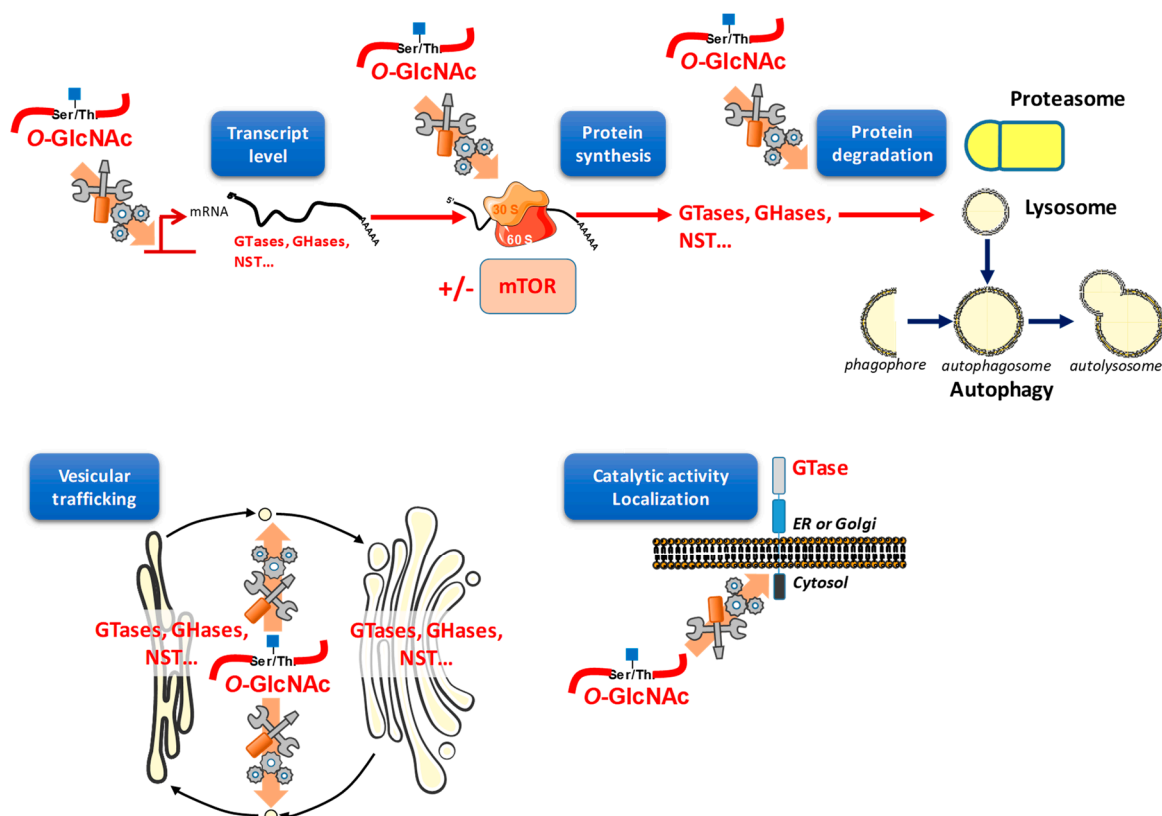 Ser/Th.
O-GlcNAc
Transcript
level
mRNA
5'
AAAAA
GTases, GHases,
NST...
Ser/Th.
O-GlcNAc
5'
30 S
60 S
AAAAA
+/-
mTOR
Protein
synthesis
GTases, GHases,
NST...
Ser/Th.
O-GlcNAc
Protein
degradation
Proteasome
Lysosome
phagophore
autophagosome
autolysosome
Autophagy
Vesicular
trafficking
GTases, GHases,
NST...
Ser/Th.
O-GlcNAc
GTases, GHases,
NST...
Catalytic activity
Localization
GTase
ER or Golgi
Cytosol
Ser/Th.
O-GlcNAc